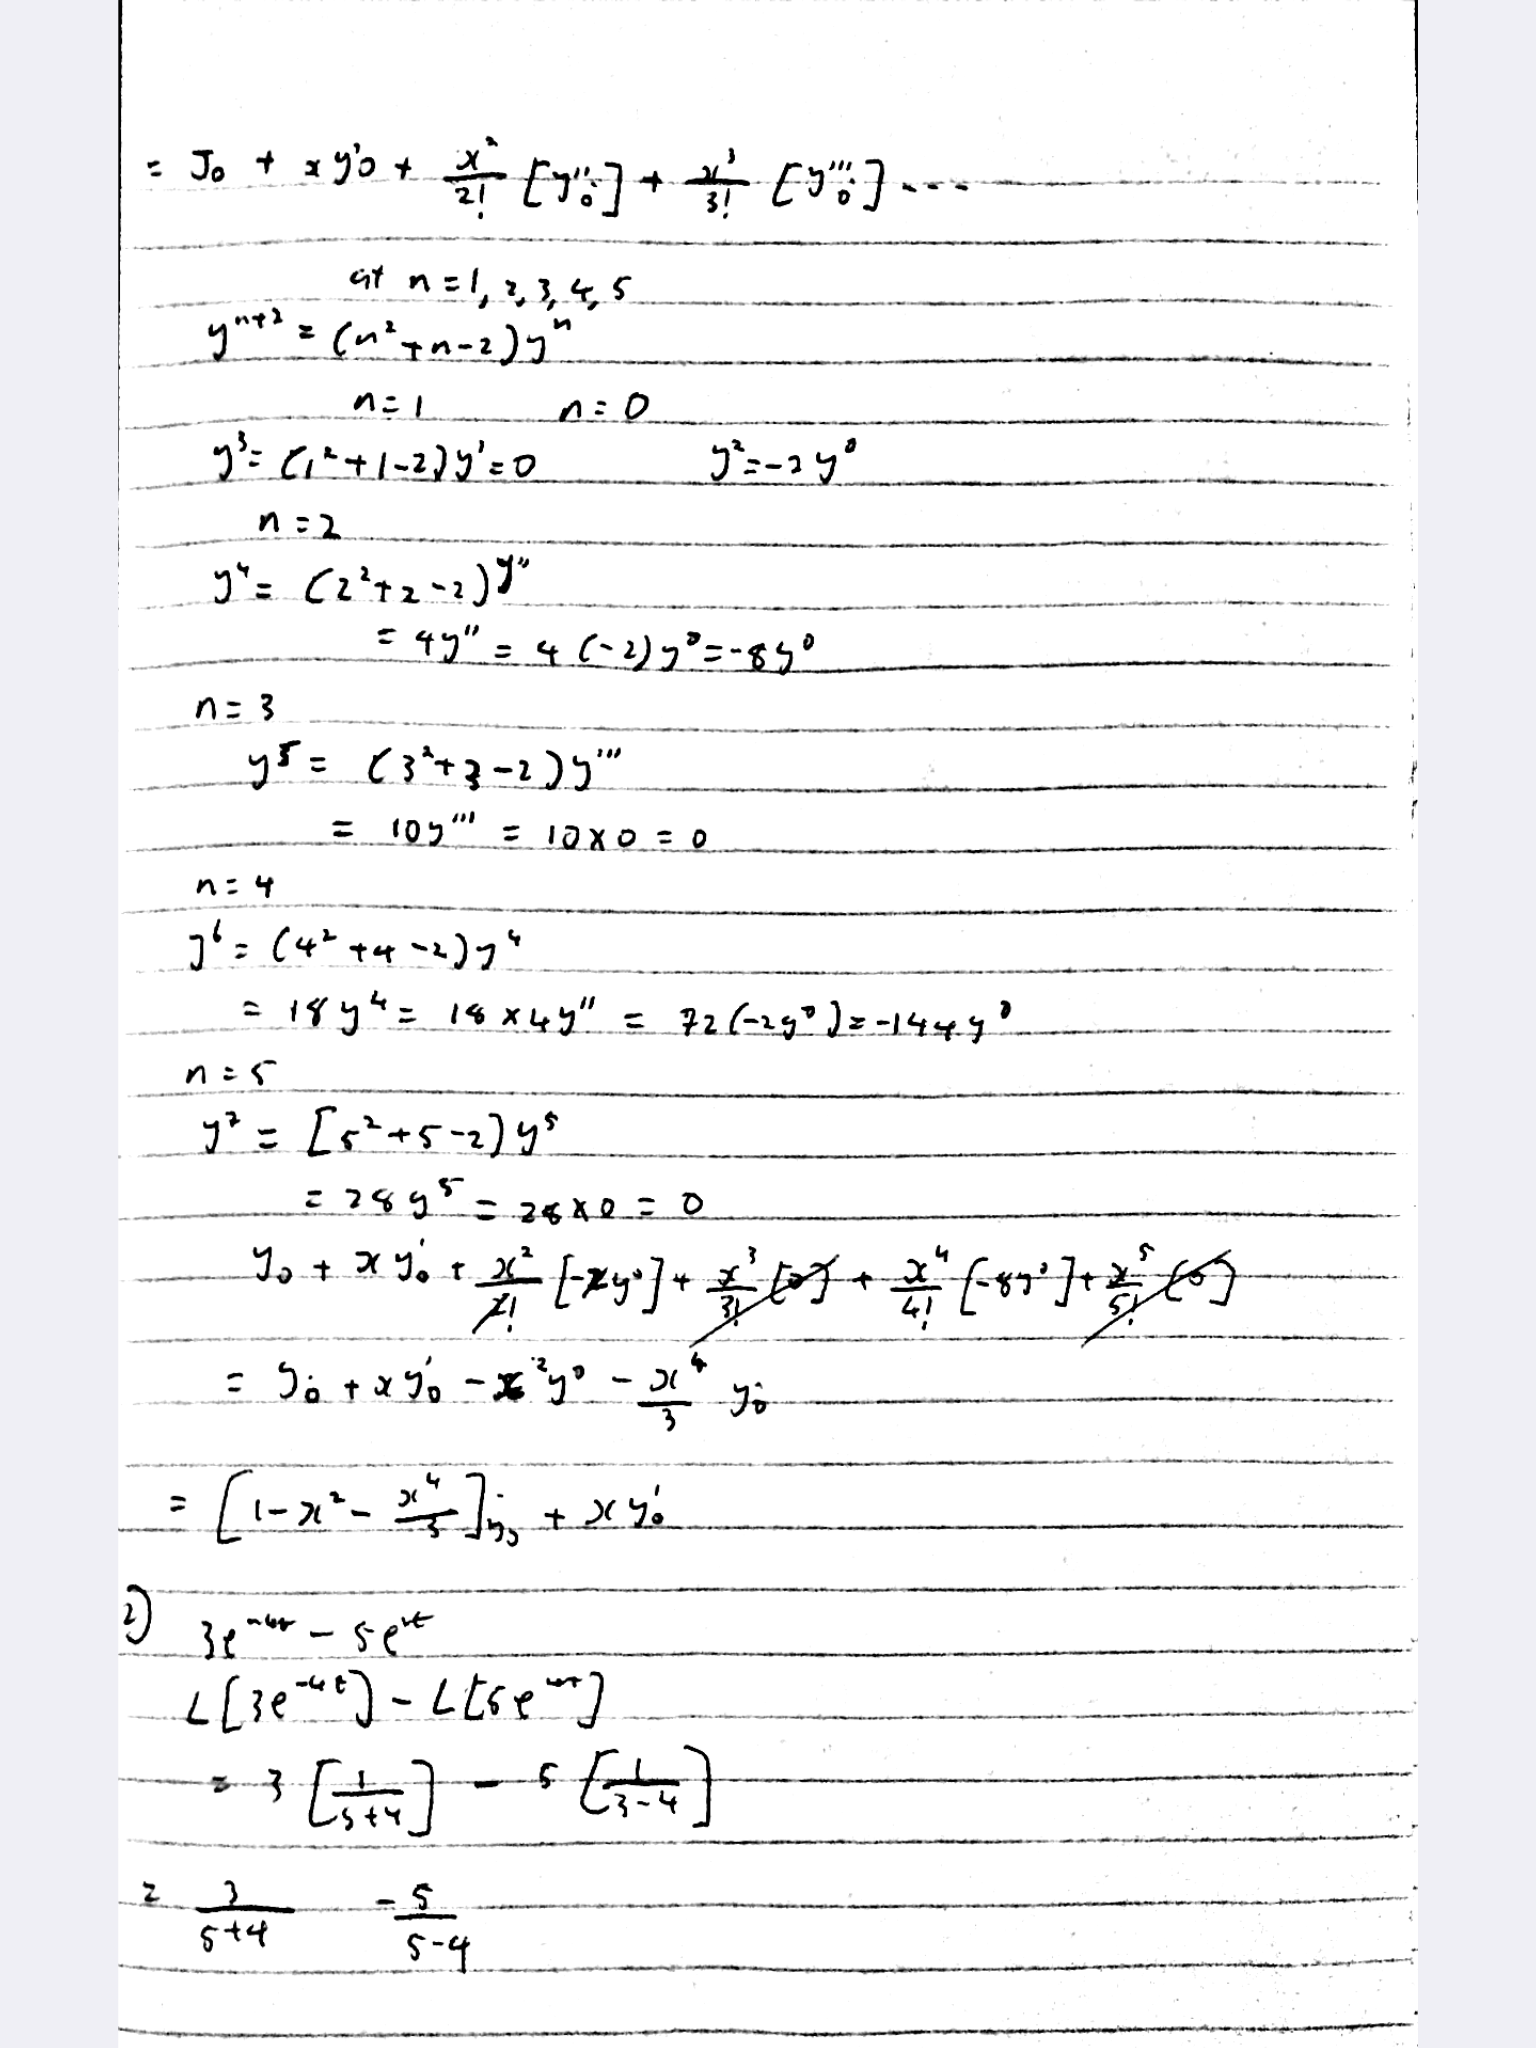 = y₀ + xy'₀ + x²/2! [y''₀] + x³/3! [y'''₀] ----
at n=1, 2, 3, 4, 5
yⁿ⁺² = (n²+n-2)yⁿ
n=1 n=0
y³ = (1²+1-2)y' = 0 y² = -2y⁰
n=2
y⁴ = (2²+2-2)y''
= 4y'' = 4(-2)y⁰ = -8y⁰
n=3
y⁵ = (3²+3-2)y'''
= 10y''' = 10×0 = 0
n=4
y⁶ = (4²+4-2)y⁴
= 18y⁴ = 18×4y'' = 72(-2y⁰) = -144y⁰
n=5
y⁷ = [5²+5-2)y⁵
= 28y⁵ = 28×0 = 0
y₀ + xy'₀ + x²/2! [-2y⁰] + x³/3! [0] + x⁴/4! [-8y⁰] + x⁵/5! [0]
= y₀ + xy'₀ - x²y⁰ - x⁴/3 y₀
= [1-x² - x⁴/3]y₀ + xy'₀
2) 3e⁻⁴ᵗ - 5e⁴ᵗ
L[3e⁻⁴ᵗ] - L[5e⁴ᵗ]
= 3[1/s+4] - 5[1/s-4]
= 3/s+4 - 5/s-4